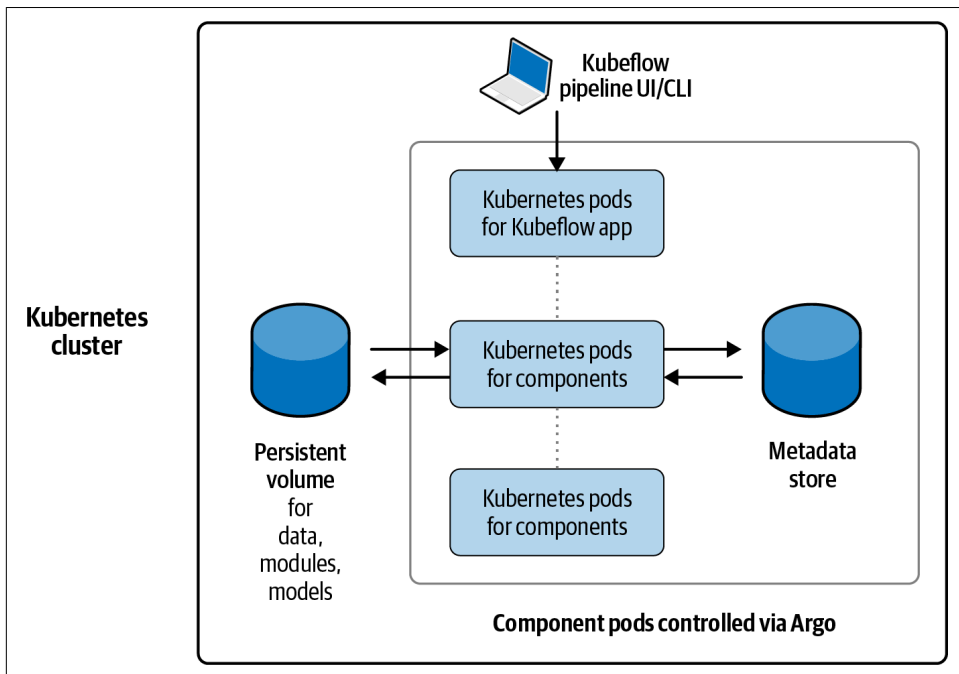 Kubeflow
pipeline UI/CLI
Kubernetes pods
for Kubeflow app
Kubernetes
cluster
Kubernetes pods
for components
Persistent
volume
for
data,
modules,
models
Metadata
store
Kubernetes pods
for components
Component pods controlled via Argo